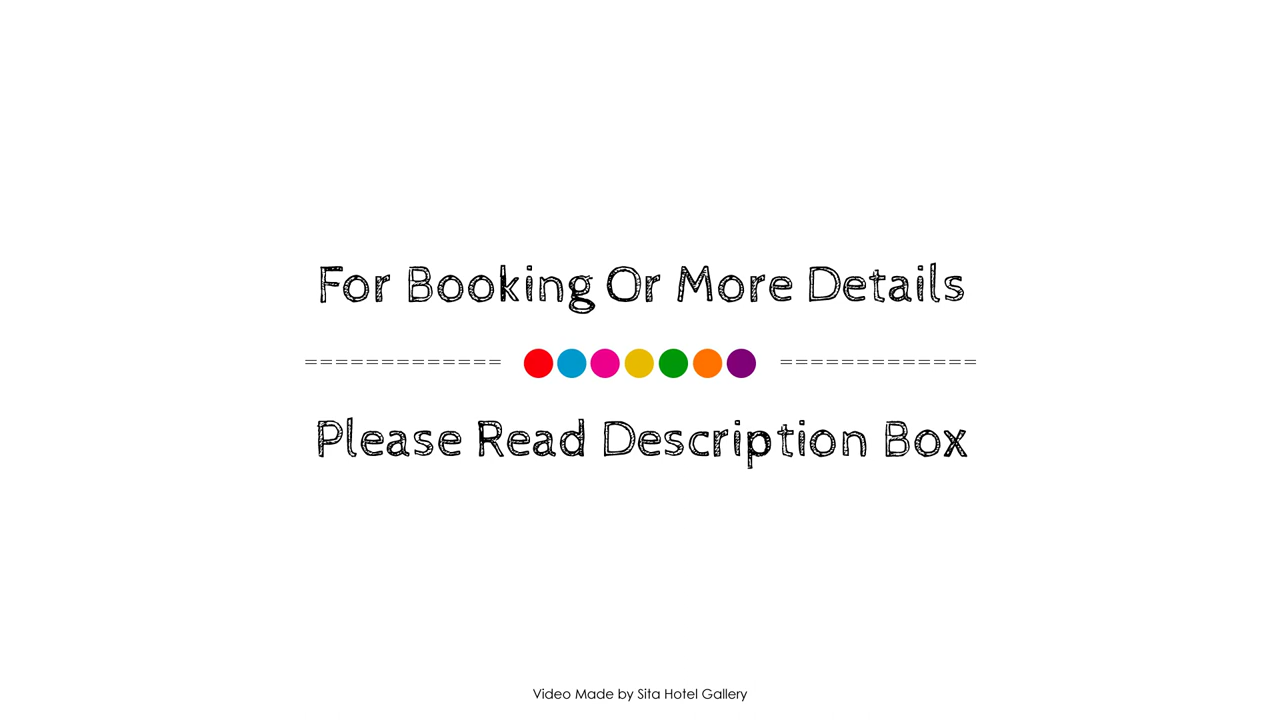 For Booking Or More Details
============= =============
Please Read Description Box
Video Made by Sita Hotel Gallery